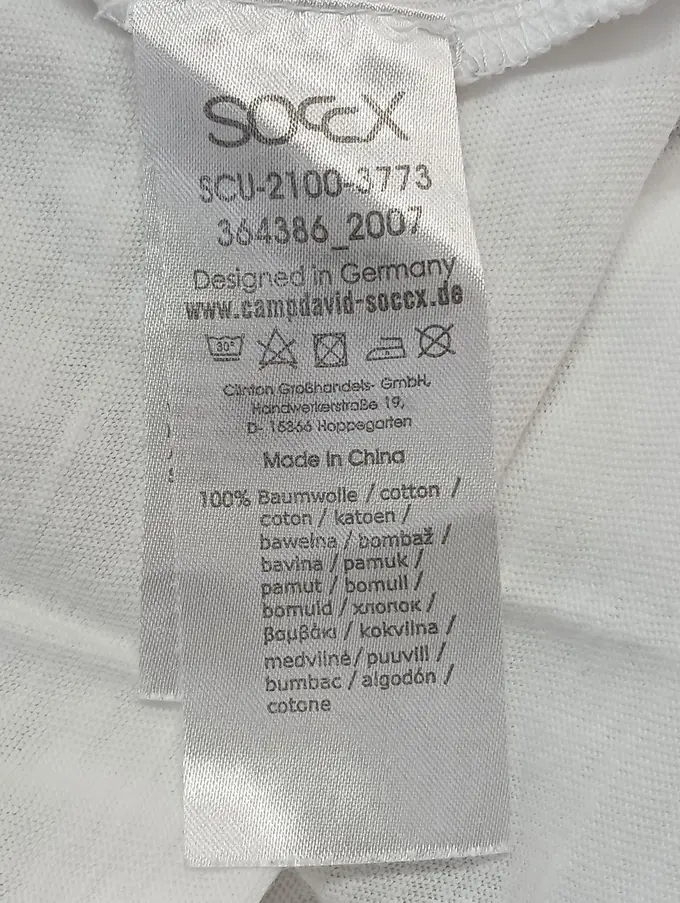 SOCCX
SCU-2100-3773
364386_2007
Designed in Germany
www.campdavid-soccx.de
30°
Clinton Großhandels- GmbH,
Handwerkerstraße 19,
D- 15366 Hoppegarten
Made in China
100% Baumwolle / cotton /
coton / katoen /
bawełna / bombaž /
bavlna / pamuk /
pamut / bomull /
bomuld / хлопок /
βαμβάκι / kokvilna /
medvilnė/ puuvill /
bumbac / algodón /
cotone